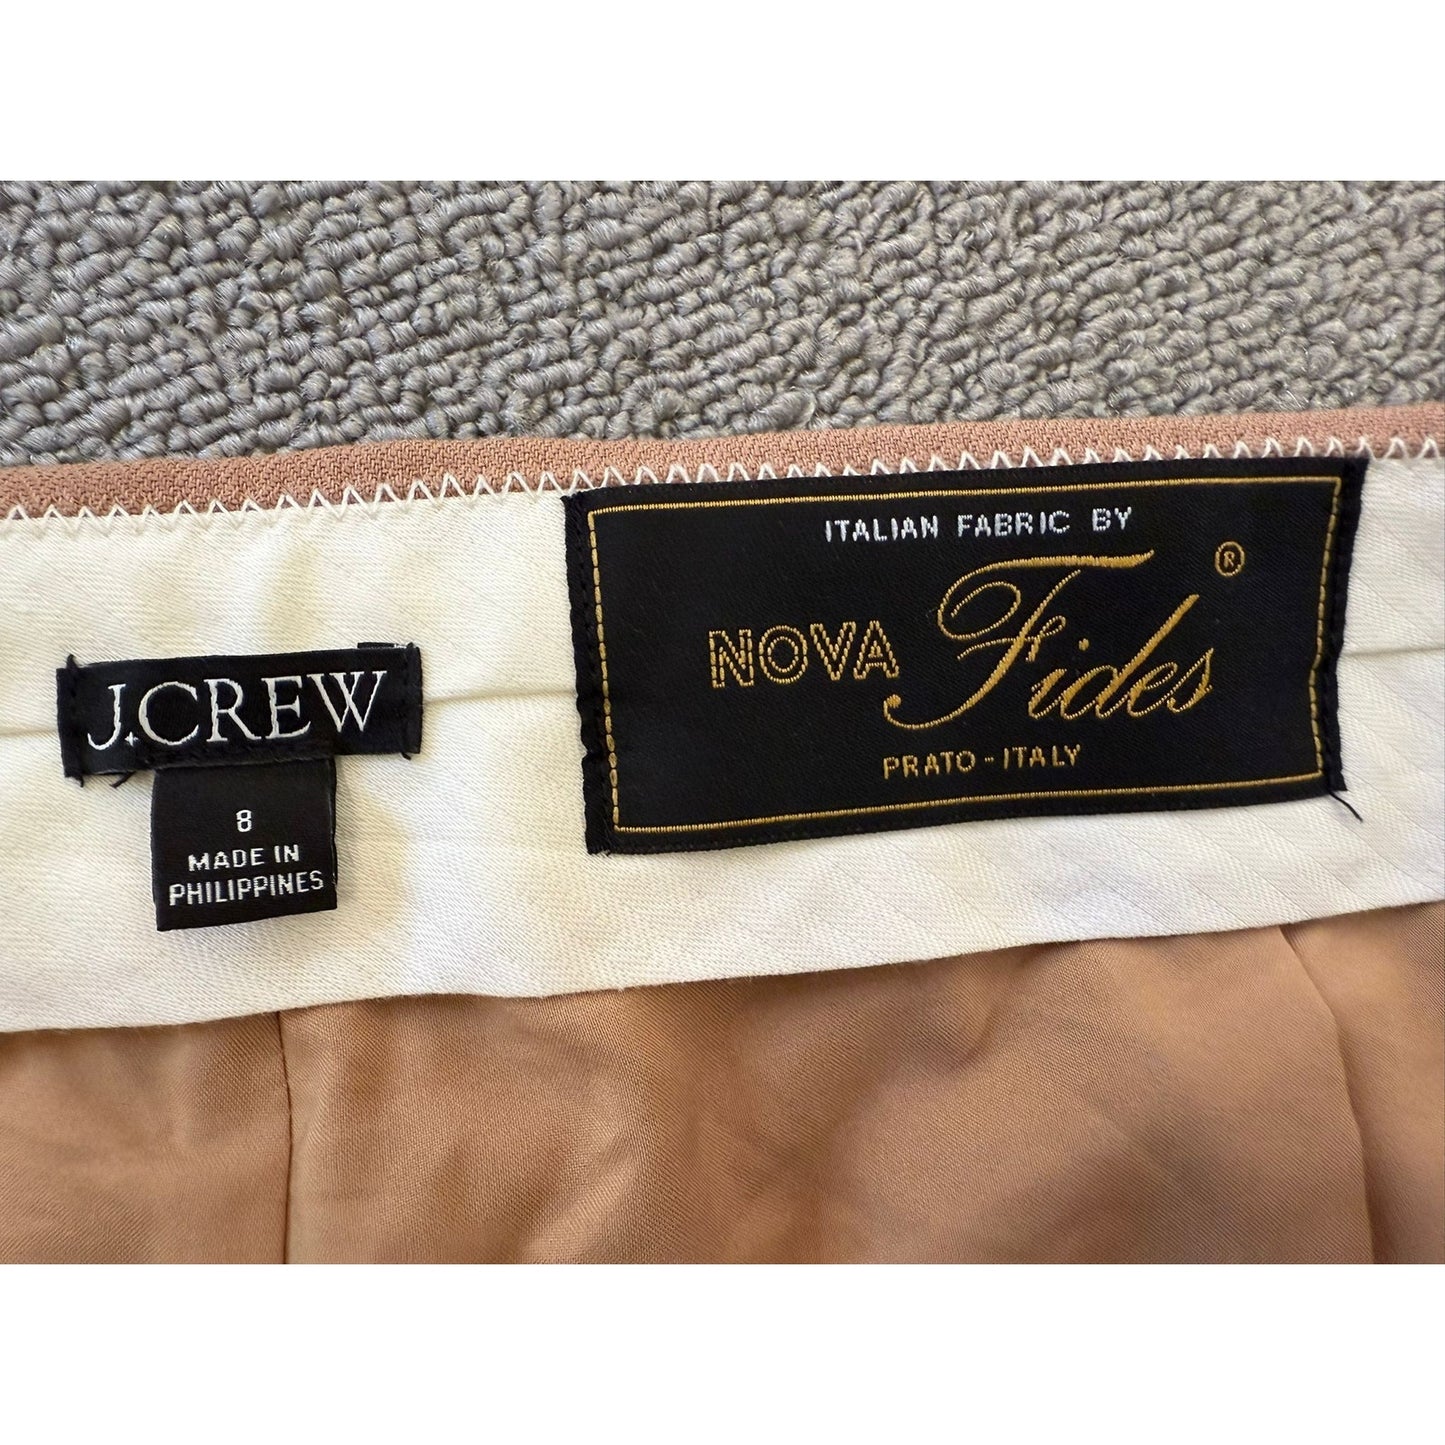 J.CREW
8
MADE IN
PHILIPPINES
ITALIAN FABRIC BY
NOVA Fides ®
PRATO - ITALY